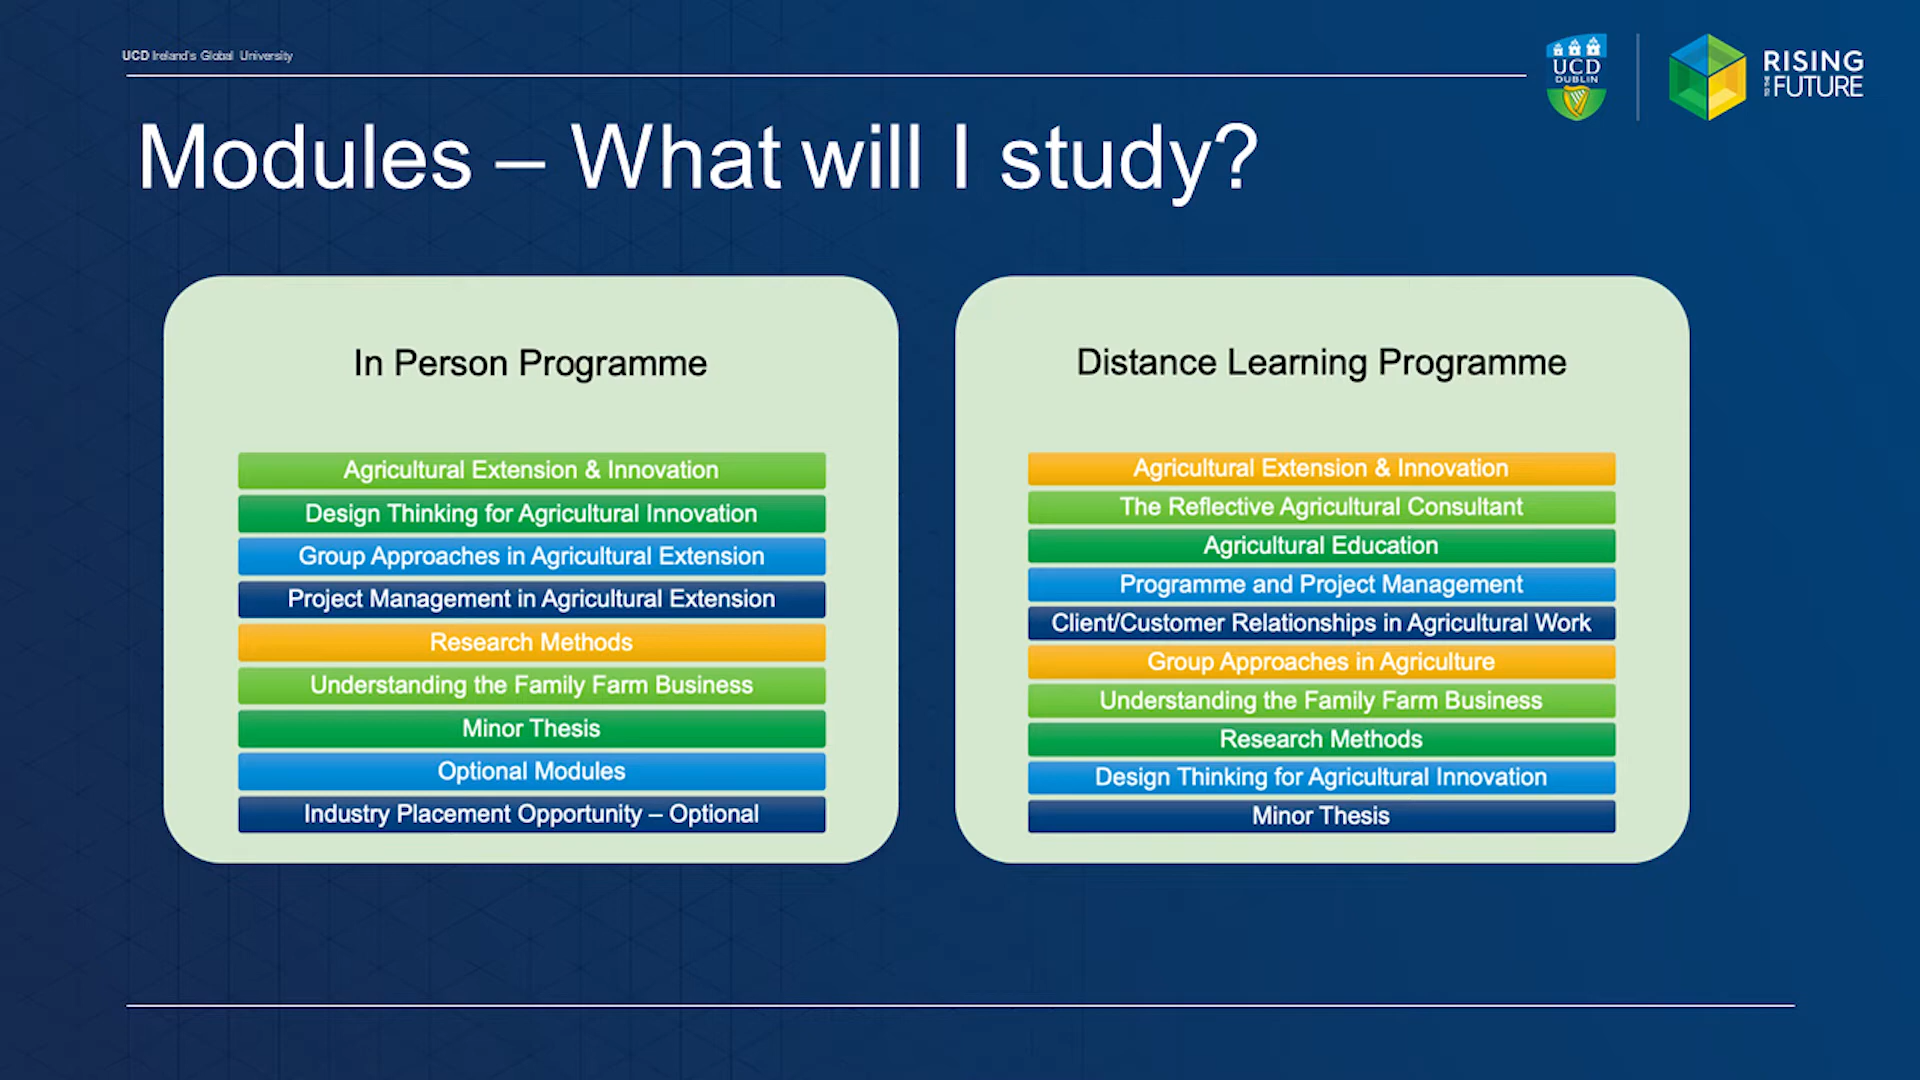 UCD Ireland's Global University
UCD
DUBLIN
RISING
TO THE FUTURE
Modules – What will I study?
In Person Programme
Agricultural Extension & Innovation
Design Thinking for Agricultural Innovation
Group Approaches in Agricultural Extension
Project Management in Agricultural Extension
Research Methods
Understanding the Family Farm Business
Minor Thesis
Optional Modules
Industry Placement Opportunity – Optional
Distance Learning Programme
Agricultural Extension & Innovation
The Reflective Agricultural Consultant
Agricultural Education
Programme and Project Management
Client/Customer Relationships in Agricultural Work
Group Approaches in Agriculture
Understanding the Family Farm Business
Research Methods
Design Thinking for Agricultural Innovation
Minor Thesis